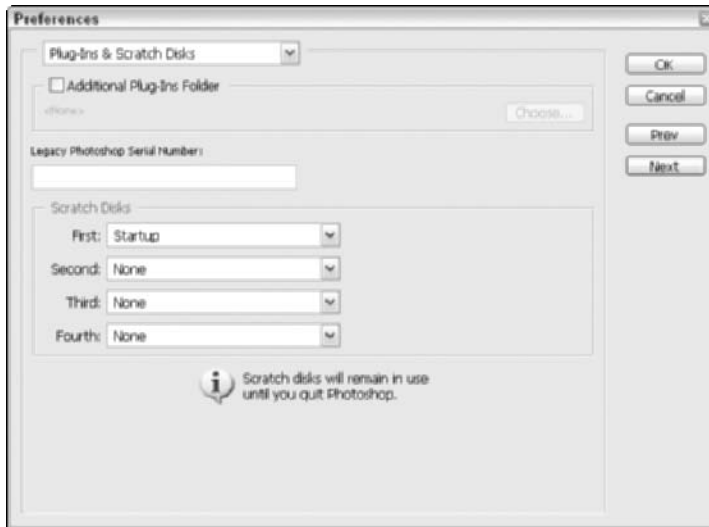 Preferences
Plug-Ins & Scratch Disks
Additional Plug-Ins Folder
<None>
Choose...
Legacy Photoshop Serial Number:
Scratch Disks
First: Startup
Second: None
Third: None
Fourth: None
Scratch disks will remain in use
until you quit Photoshop.
OK
Cancel
Prev
Next